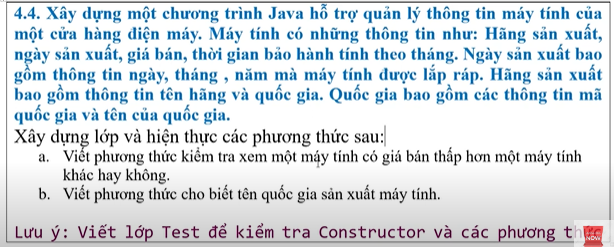 4.4. Xây dựng một chương trình Java hỗ trợ quản lý thông tin máy tính của
một cửa hàng điện máy. Máy tính có những thông tin như: Hãng sản xuất,
ngày sản xuất, giá bán, thời gian bảo hành tính theo tháng. Ngày sản xuất bao
gồm thông tin ngày, tháng , năm mà máy tính được lắp ráp. Hãng sản xuất
bao gồm thông tin tên hãng và quốc gia. Quốc gia bao gồm các thông tin mã
quốc gia và tên của quốc gia.
Xây dựng lớp và hiện thực các phương thức sau:
a. Viết phương thức kiểm tra xem một máy tính có giá bán thấp hơn một máy tính
khác hay không.
b. Viết phương thức cho biết tên quốc gia sản xuất máy tính.
Lưu ý: Viết lớp Test để kiểm tra Constructor và các phương